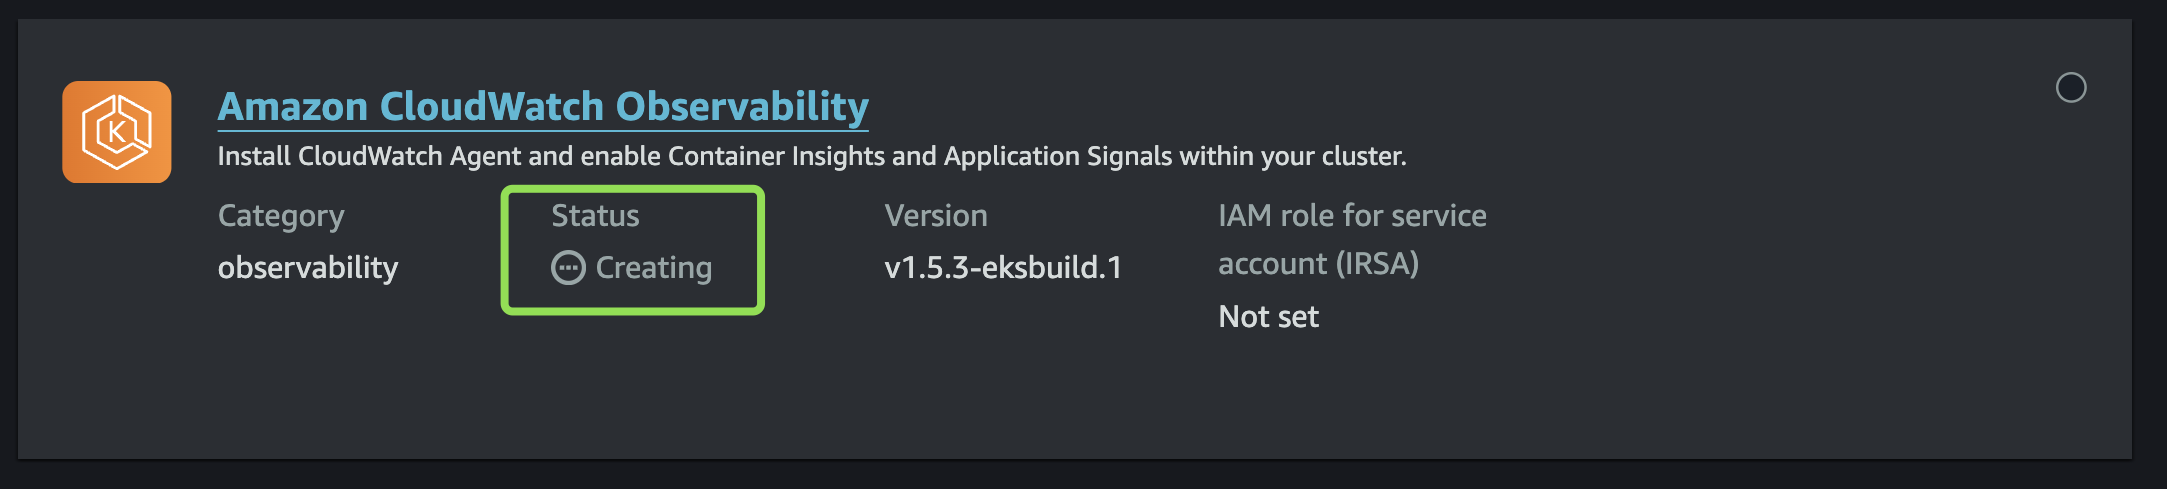 K
Amazon CloudWatch Observability
Install CloudWatch Agent and enable Container Insights and Application Signals within your cluster.
Category
observability
Status
Creating
Version
v1.5.3-eksbuild.1
IAM role for service
account (IRSA)
Not set